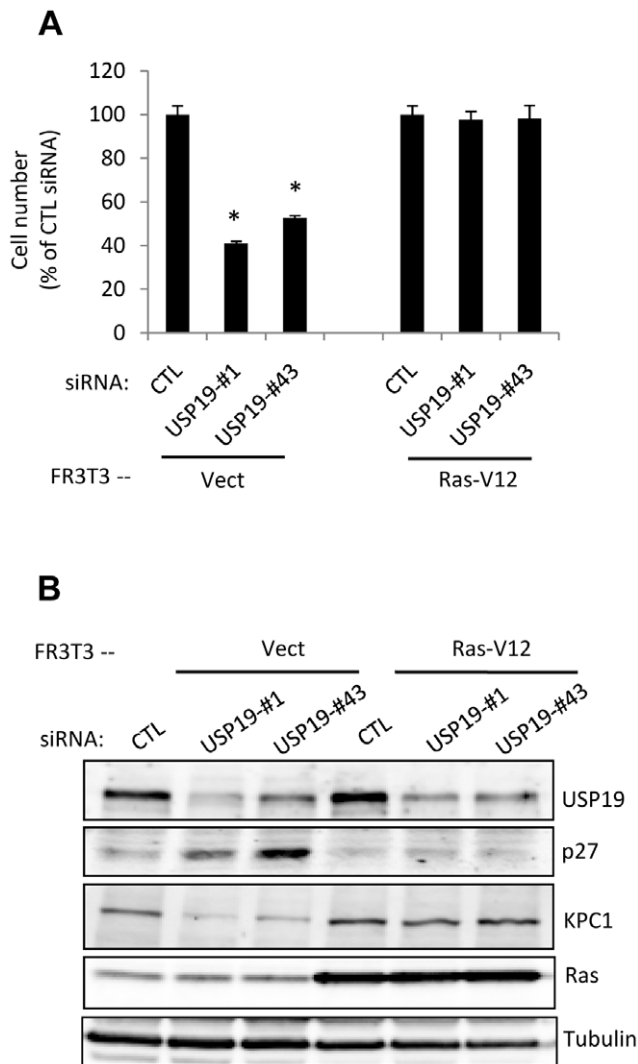 A
120
100
80
60
40
20
0
Cell number
(% of CTL siRNA)
*
*
siRNA:
CTL
USP19-#1
USP19-#43
CTL
USP19-#1
USP19-#43
FR3T3 --
Vect
Ras-V12
B
FR3T3 --
Vect
Ras-V12
siRNA:
CTL
USP19-#1
USP19-#43
CTL
USP19-#1
USP19-#43
USP19
p27
KPC1
Ras
Tubulin